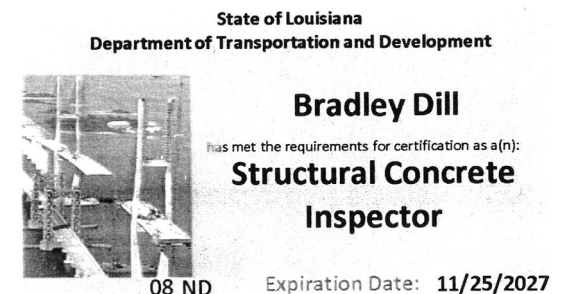 State of Louisiana
Department of Transportation and Development
Bradley Dill
has met the requirements for certification as a(n):
Structural Concrete
Inspector
08 ND
Expiration Date: 11/25/2027